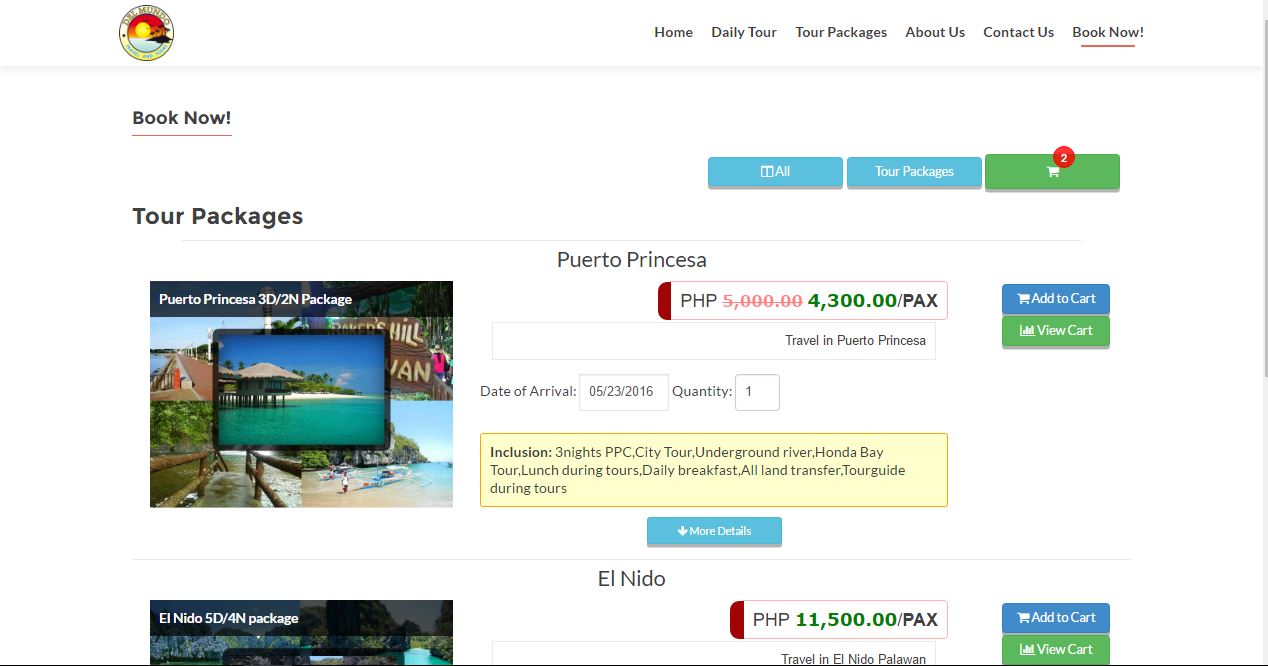 DEL MUNDO
TRAVEL AND TOURS
Home Daily Tour Tour Packages About Us Contact Us Book Now!
Book Now!
All Tour Packages 2
Tour Packages
Puerto Princesa
Puerto Princesa 3D/2N Package
BAKER'S HILL
WAN
PHP 5,000.00 4,300.00/PAX
Add to Cart
Travel in Puerto Princesa
View Cart
Date of Arrival: 05/23/2016 Quantity: 1
Inclusion: 3nights PPC,City Tour,Underground river,Honda Bay
Tour,Lunch during tours,Daily breakfast,All land transfer,Tourguide
during tours
More Details
El Nido
El Nido 5D/4N package
PHP 11,500.00/PAX
Add to Cart
Travel in El Nido Palawan
View Cart